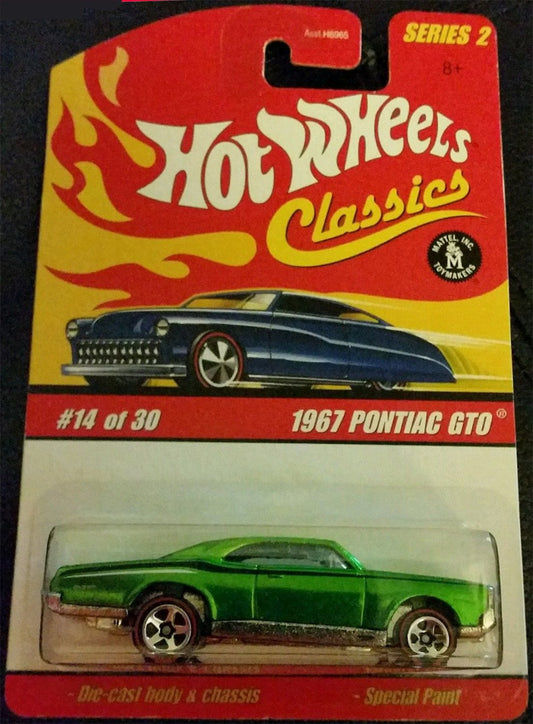 Asst.H6965
SERIES 2
8+
Hot Wheels
Classics
MATTEL, INC.
M
TOYMAKERS
#14 of 30
1967 PONTIAC GTO®
- Die-cast body & chassis
- Special Paint